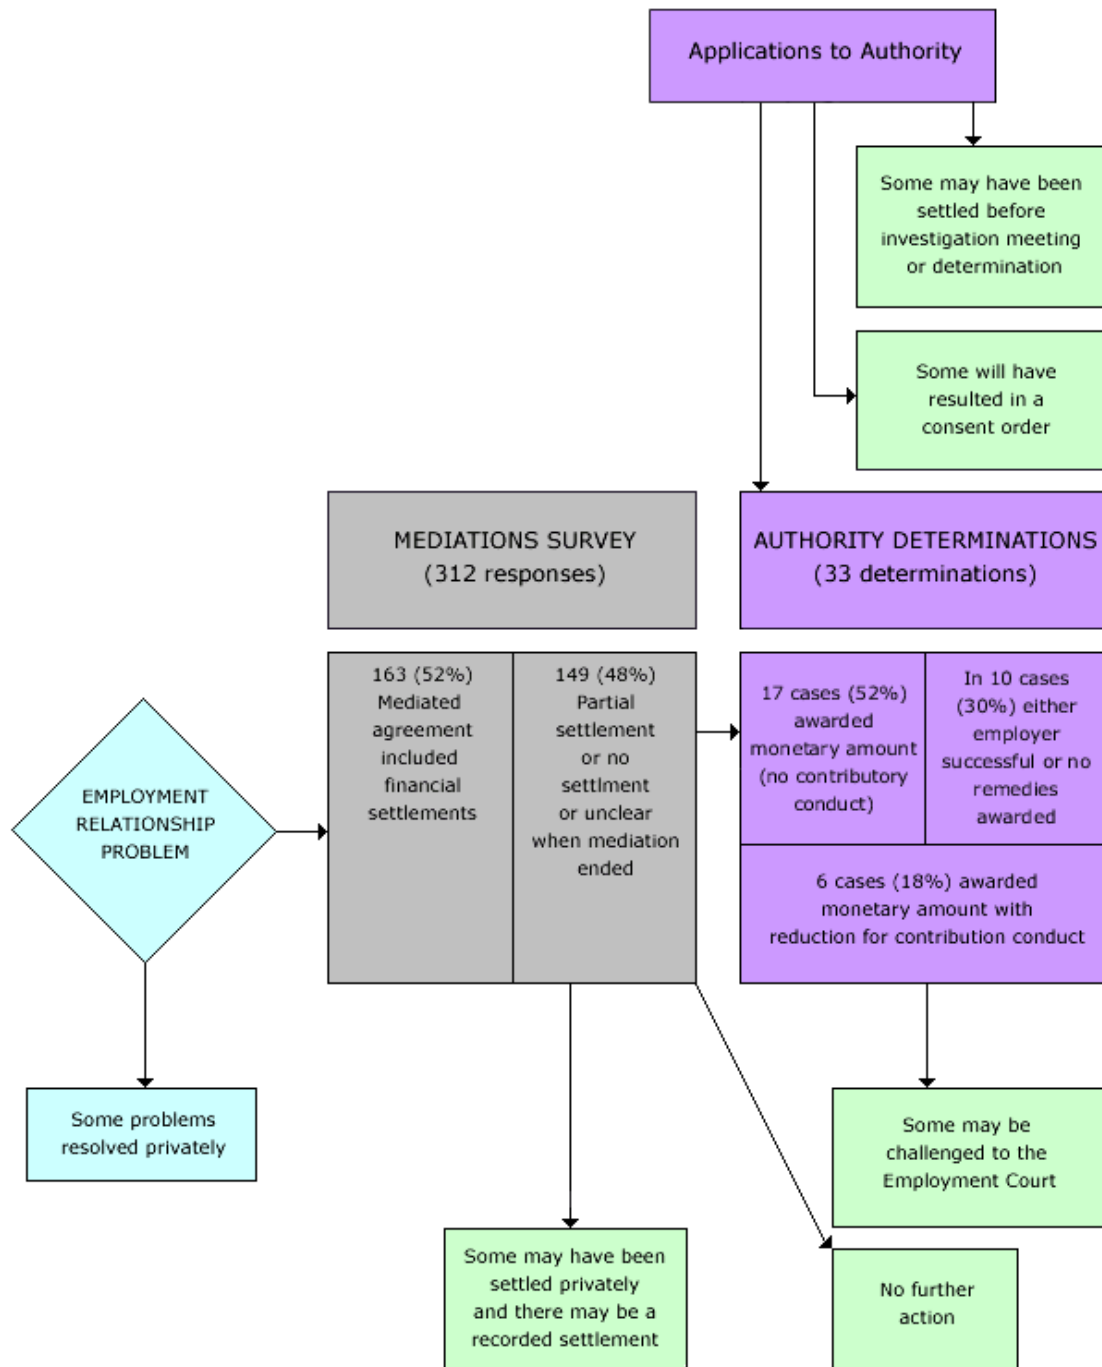 Applications to Authority
Some may have been
settled before
investigation meeting
or determination
Some will have
resulted in a
consent order
MEDIATIONS SURVEY
(312 responses)
AUTHORITY DETERMINATIONS
(33 determinations)
163 (52%)
Mediated
agreement
included
financial
settlements
149 (48%)
Partial
settlement
or no
settlment
or unclear
when mediation
ended
17 cases (52%)
awarded
monetary amount
(no contributory
conduct)
In 10 cases
(30%) either
employer
successful or no
remedies
awarded
6 cases (18%) awarded
monetary amount with
reduction for contribution conduct
EMPLOYMENT
RELATIONSHIP
PROBLEM
Some problems
resolved privately
Some may be
challenged to the
Employment Court
Some may have been
settled privately
and there may be a
recorded settlement
No further
action